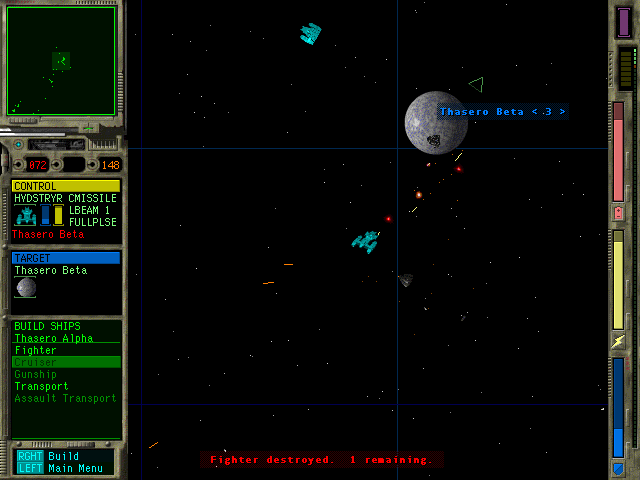 Thasero Beta < .3 >
072
148
CONTROL
HVDSTRYR CMISSILE
LBEAM 1
FULLPLSE
Thasero Beta
TARGET
Thasero Beta
BUILD SHIPS
Thasero Alpha
Fighter
Cruiser
Gunship
Transport
Assault Transport
RGHT Build
LEFT Main Menu
Fighter destroyed. 1 remaining.